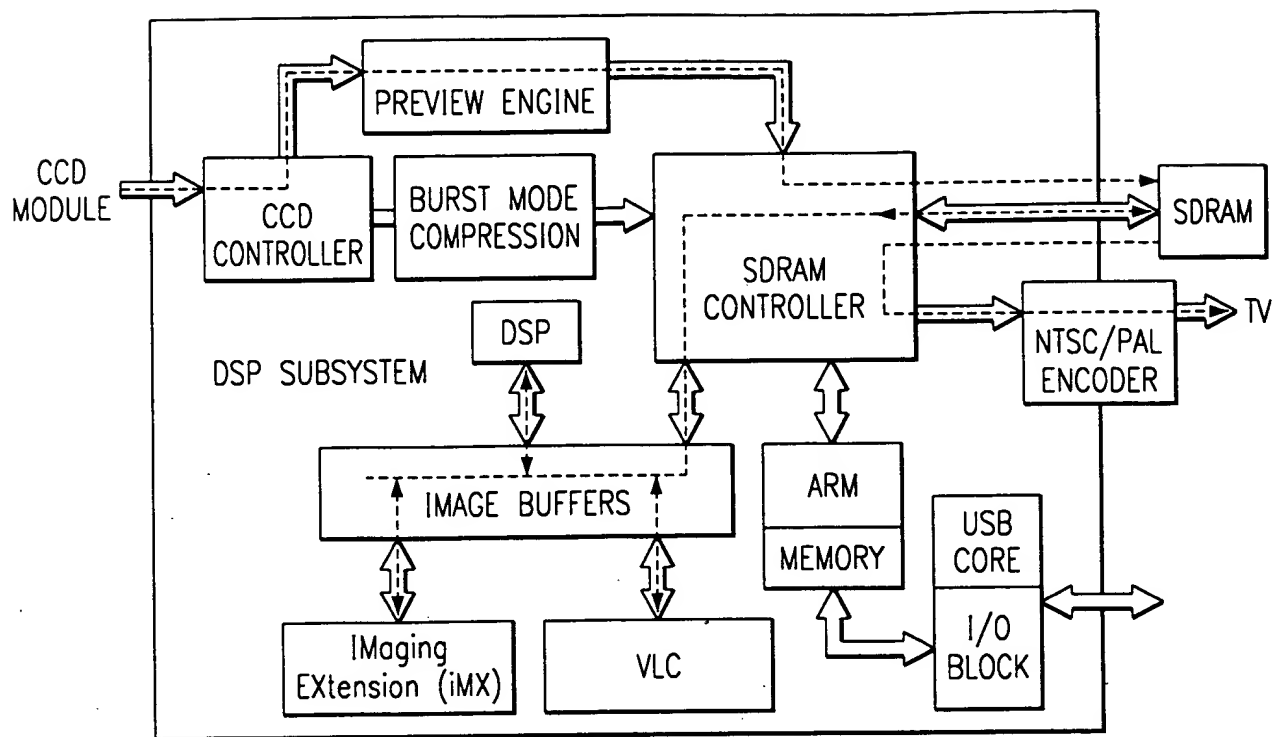 PREVIEW ENGINE
CCD
MODULE
CCD
CONTROLLER
BURST MODE
COMPRESSION
SDRAM
CONTROLLER
SDRAM
TV
NTSC/PAL
ENCODER
DSP
DSP SUBSYSTEM
IMAGE BUFFERS
ARM
MEMORY
USB
CORE
I/O
BLOCK
IMaging
EXtension (iMX)
VLC